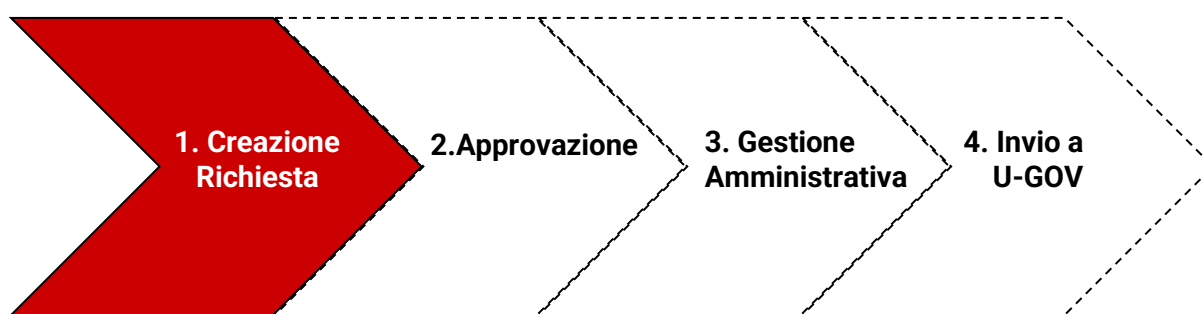 1. Creazione
Richiesta
2.Approvazione
3. Gestione
Amministrativa
4. Invio a
U-GOV